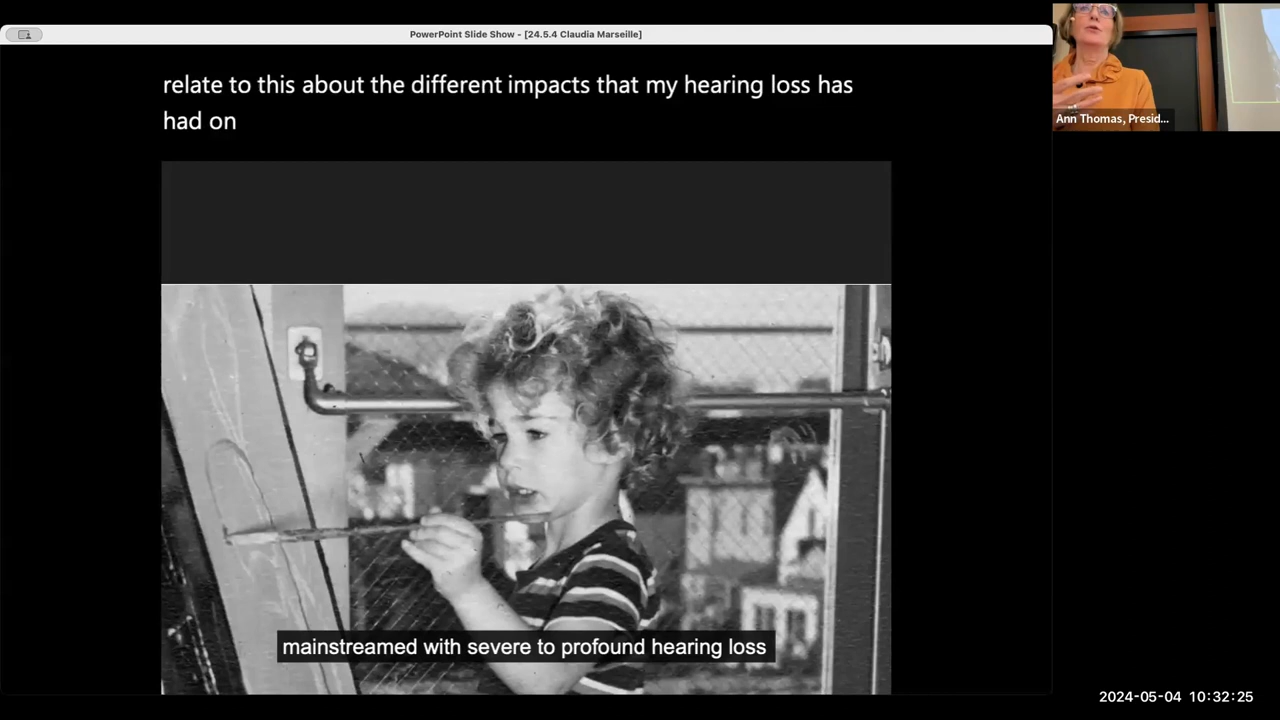 PowerPoint Slide Show - [24.5.4 Claudia Marseille]
relate to this about the different impacts that my hearing loss has
had on
Ann Thomas, Presid...
mainstreamed with severe to profound hearing loss
2024-05-04 10:32:25